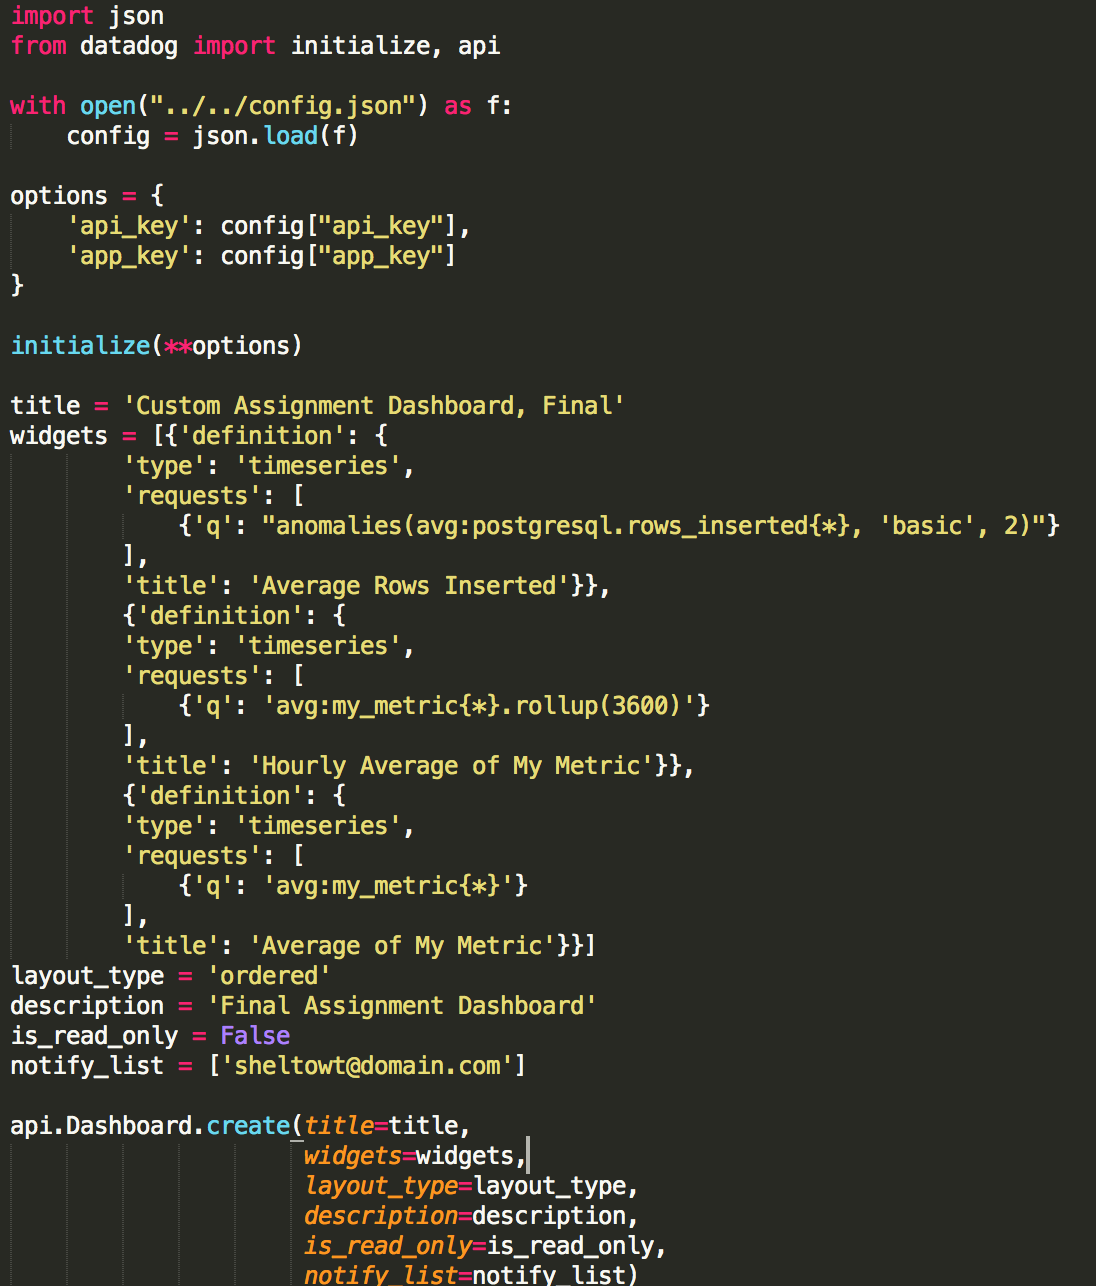 import json
from datadog import initialize, api
with open("../../config.json") as f:
    config = json.load(f)
options = {
    'api_key': config["api_key"],
    'app_key': config["app_key"]
}
initialize(**options)
title = 'Custom Assignment Dashboard, Final'
widgets = [{'definition': {
        'type': 'timeseries',
        'requests': [
            {'q': "anomalies(avg:postgresql.rows_inserted{*}, 'basic', 2)"}
        ],
        'title': 'Average Rows Inserted'}},
        {'definition': {
        'type': 'timeseries',
        'requests': [
            {'q': 'avg:my_metric{*}.rollup(3600)'}
        ],
        'title': 'Hourly Average of My Metric'}},
        {'definition': {
        'type': 'timeseries',
        'requests': [
            {'q': 'avg:my_metric{*}'}
        ],
        'title': 'Average of My Metric'}}]
layout_type = 'ordered'
description = 'Final Assignment Dashboard'
is_read_only = False
notify_list = ['sheltowt@domain.com']
api.Dashboard.create(title=title,
                     widgets=widgets,
                     layout_type=layout_type,
                     description=description,
                     is_read_only=is_read_only,
                     notify_list=notify_list)